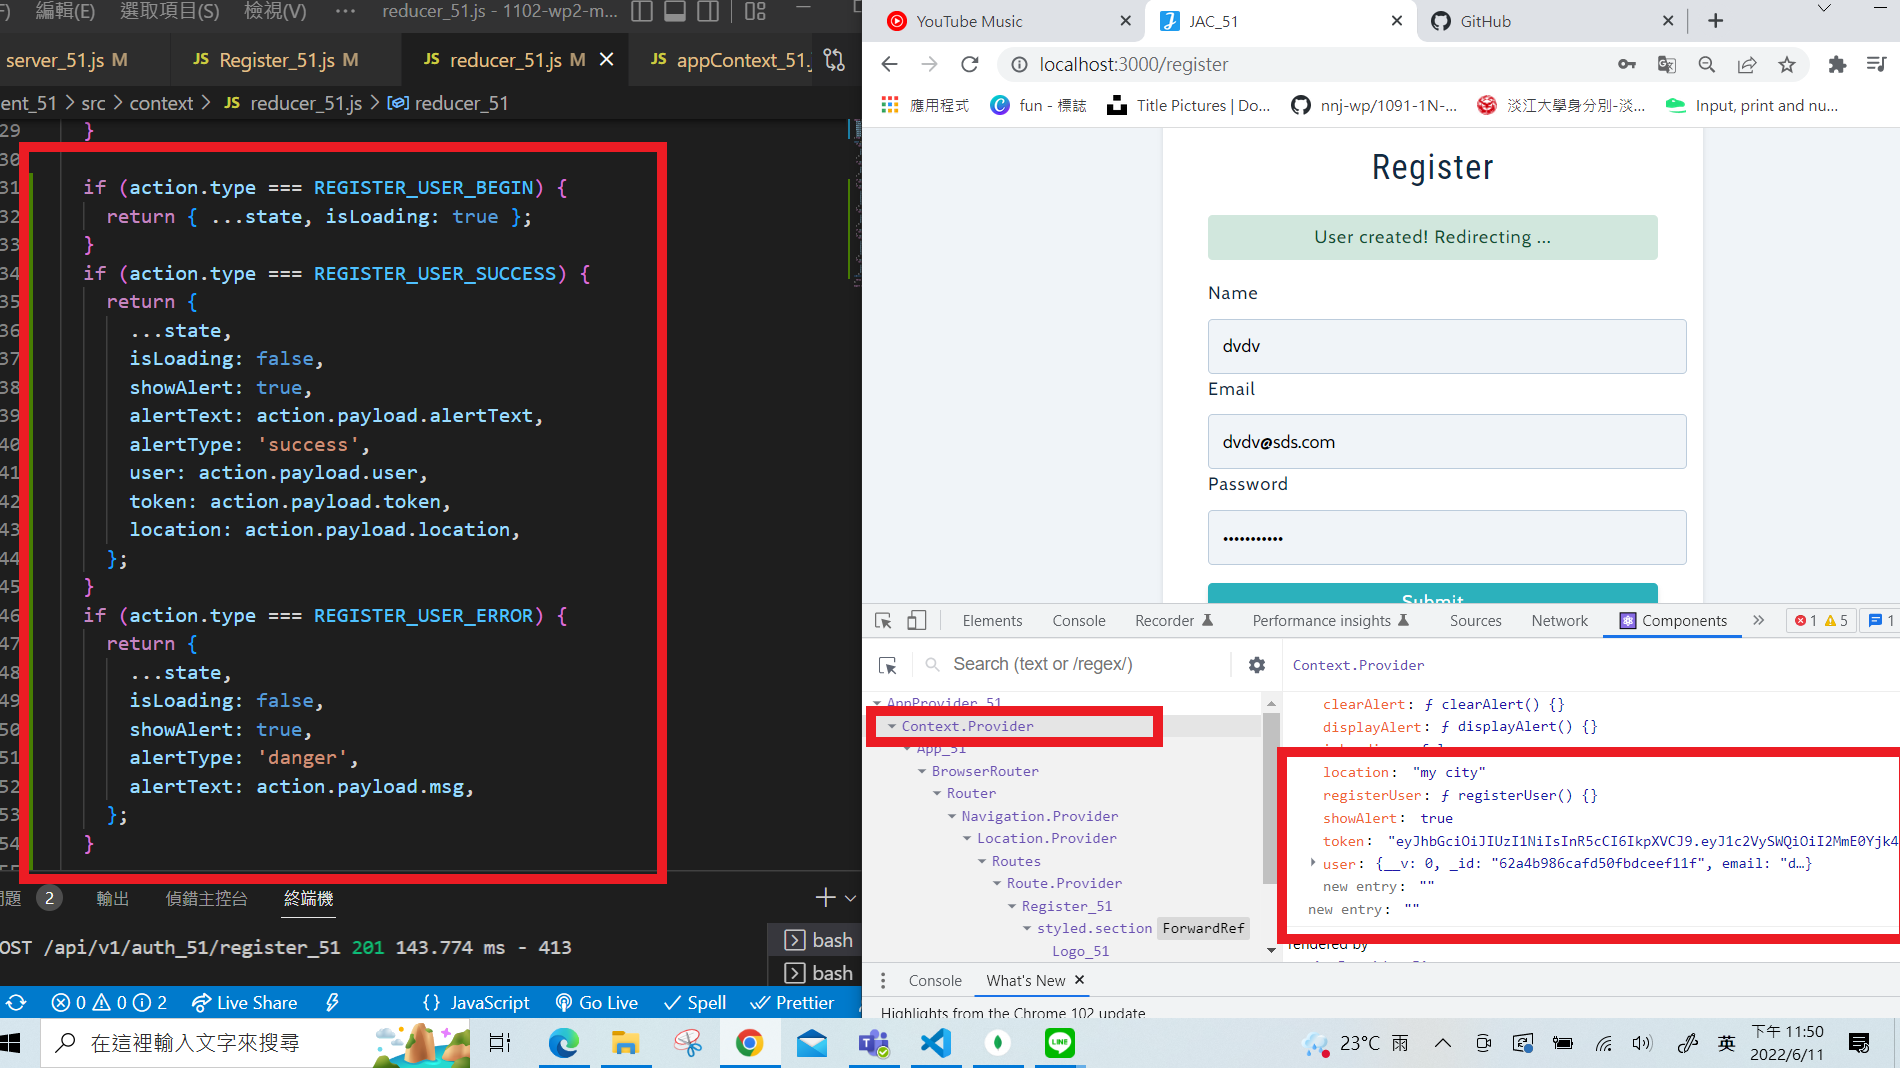 編輯(E) 選取項目(S) 檢視(V) ··· reducer_51.js - 1102-wp2-m...
server_51.js M JS Register_51.js M JS reducer_51.js M JS appContext_51.
ent_51 > src > context > JS reducer_51.js > reducer_51
29 }
30
31 if (action.type === REGISTER_USER_BEGIN) {
32 return { ...state, isLoading: true };
33 }
34 if (action.type === REGISTER_USER_SUCCESS) {
35 return {
36 ...state,
37 isLoading: false,
38 showAlert: true,
39 alertText: action.payload.alertText,
40 alertType: 'success',
41 user: action.payload.user,
42 token: action.payload.token,
43 location: action.payload.location,
44 };
45 }
46 if (action.type === REGISTER_USER_ERROR) {
47 return {
48 ...state,
49 isLoading: false,
50 showAlert: true,
51 alertType: 'danger',
52 alertText: action.payload.msg,
53 };
54 }
問題 2 輸出 偵錯主控台 終端機
OST /api/v1/auth_51/register_51 201 143.774 ms - 413
bash
bash
0 0 2 Live Share {} JavaScript Go Live Spell Prettier
YouTube Music JAC_51 GitHub
localhost:3000/register
應用程式 fun - 標誌 Title Pictures | Do... nnj-wp/1091-1N-... 淡江大學身分別-淡... Input, print and nu...
Register
User created! Redirecting ...
Name
dvdv
Email
dvdv@sds.com
Password
•••••••••••
Submit
Elements Console Recorder Performance insights Sources Network Components 1 5 1
Search (text or /regex/)
AppProvider_51
Context.Provider
App_51
BrowserRouter
Router
Navigation.Provider
Location.Provider
Routes
Route.Provider
Register_51
styled.section ForwardRef
Logo_51
Context.Provider
clearAlert: ƒ clearAlert() {}
displayAlert: ƒ displayAlert() {}
location: "my city"
registerUser: ƒ registerUser() {}
showAlert: true
token: "eyJhbGciOiJIUzI1NiIsInR5cCI6IkpXVCJ9.eyJ1c2VySWQiOiI2MmE0Yjk4
user: {__v: 0, _id: "62a4b986cafd50fbdceef11f", email: "d…}
new entry: ""
new entry: ""
rendered by
Console What's New
Highlights from the Chrome 102 update
在這裡輸入文字來搜尋
LINE 23°C 雨 英 下午 11:50
2022/6/11